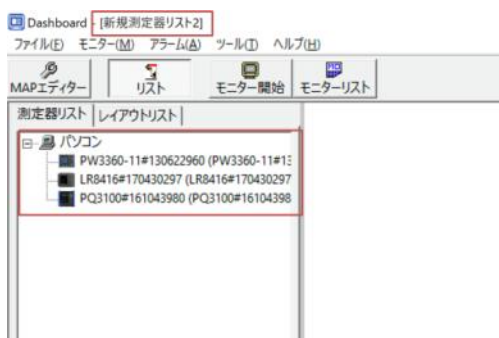 Dashboard - [新規測定器リスト2]
ファイル(F) モニター(M) アラーム(A) ツール(T) ヘルプ(H)
MAPエディター リスト モニター開始 モニターリスト
測定器リスト レイアウトリスト
パソコン
PW3360-11#130622960 (PW3360-11#13
LR8416#170430297 (LR8416#170430297
PQ3100#161043980 (PQ3100#16104398